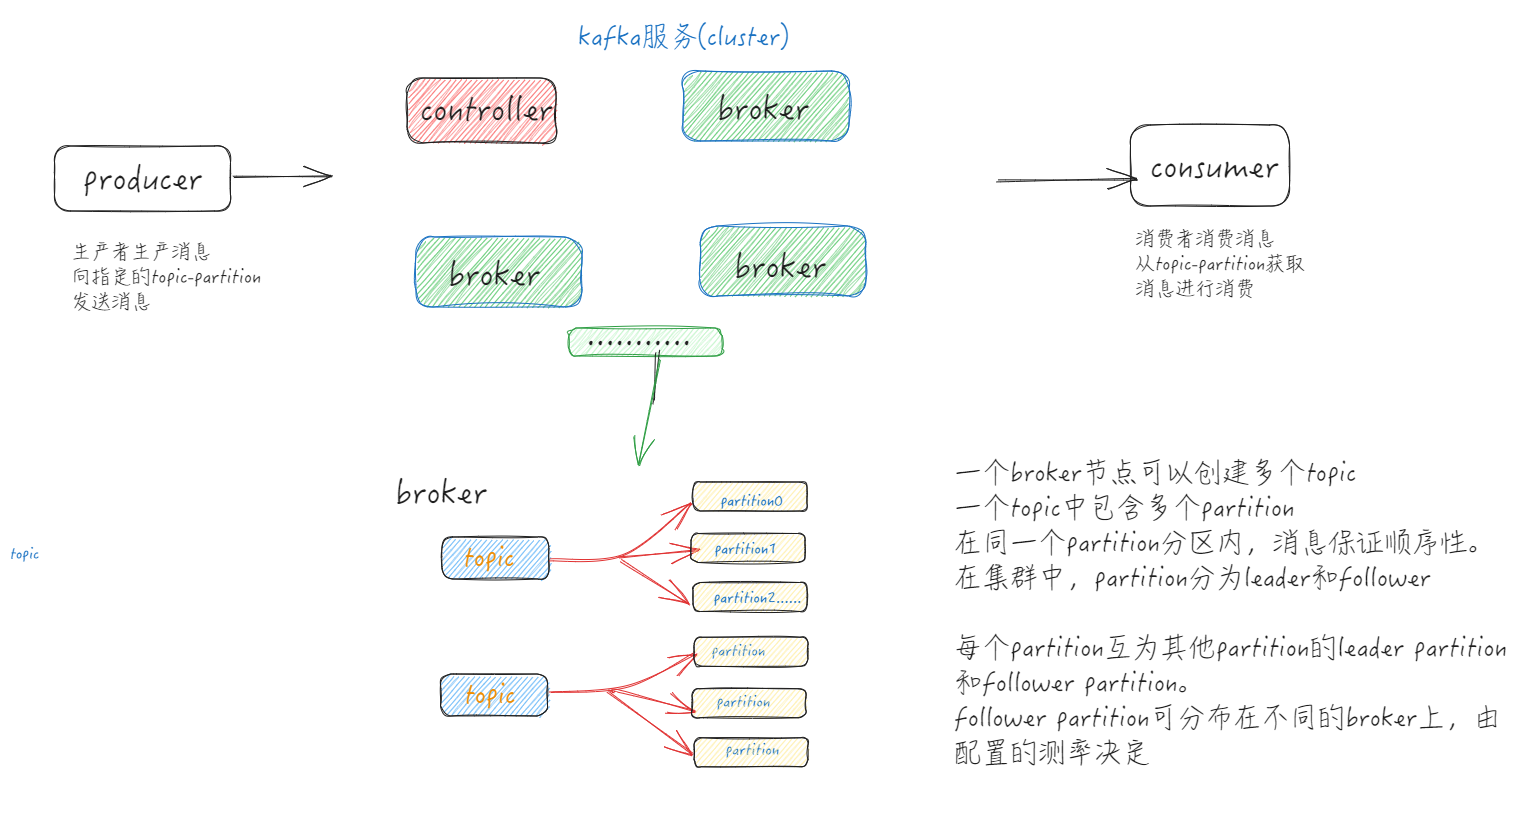 kafka服务(cluster)
controller
broker
producer
consumer
生产者生产消息
向指定的topic-partition
发送消息
消费者消费消息
从topic-partition获取
消息进行消费
broker
broker
...........
broker
topic
topic
partition0
partition1
partition2......
topic
partition
partition
partition
一个broker节点可以创建多个topic
一个topic中包含多个partition
在同一个partition分区内，消息保证顺序性。
在集群中，partition分为leader和follower
每个partition互为其他partition的leader partition
和follower partition。
follower partition可分布在不同的broker上，由
配置的测率决定